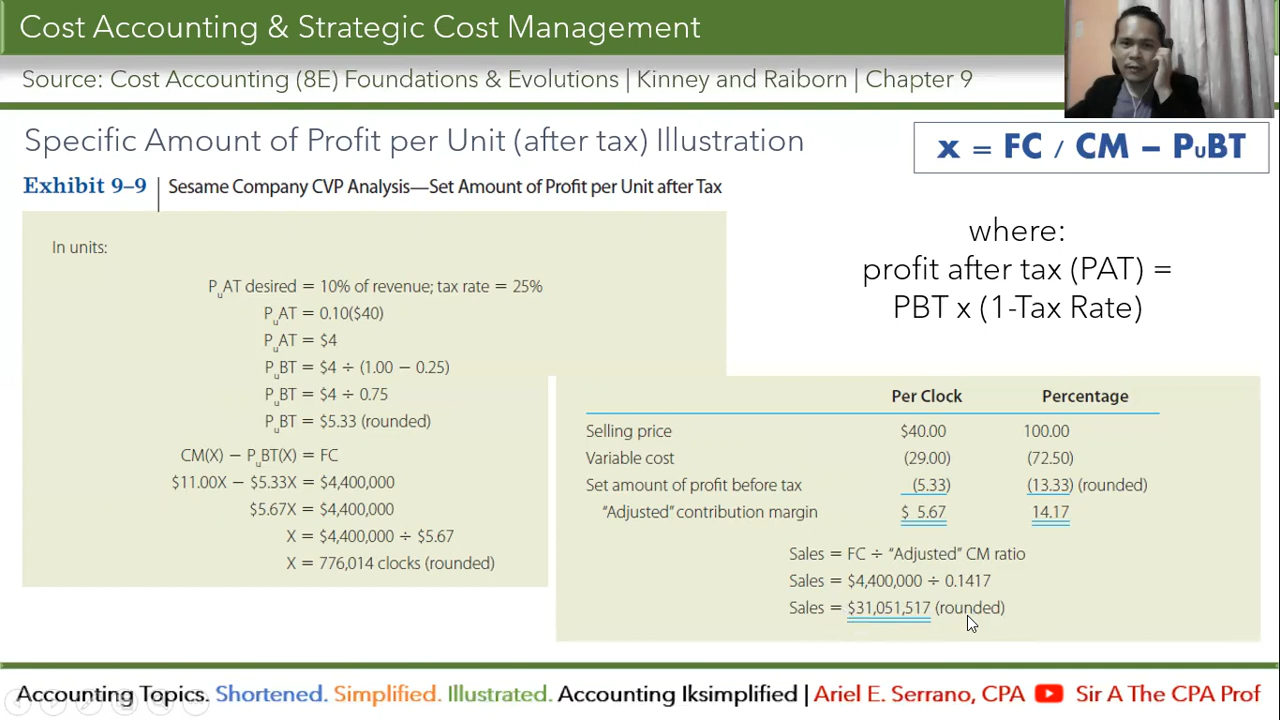 Cost Accounting & Strategic Cost Management
Source: Cost Accounting (8E) Foundations & Evolutions | Kinney and Raiborn | Chapter 9
Specific Amount of Profit per Unit (after tax) Illustration
x = FC / CM – PuBT
Exhibit 9–9 | Sesame Company CVP Analysis—Set Amount of Profit per Unit after Tax
where:
profit after tax (PAT) =
PBT x (1-Tax Rate)
In units:
PuAT desired = 10% of revenue; tax rate = 25%
PuAT = 0.10($40)
PuAT = $4
PuBT = $4 ÷ (1.00 − 0.25)
PuBT = $4 ÷ 0.75
PuBT = $5.33 (rounded)
CM(X) − PuBT(X) = FC
$11.00X − $5.33X = $4,400,000
$5.67X = $4,400,000
X = $4,400,000 ÷ $5.67
X = 776,014 clocks (rounded)
Per Clock Percentage
Selling price $40.00 100.00
Variable cost (29.00) (72.50)
Set amount of profit before tax (5.33) (13.33) (rounded)
"Adjusted" contribution margin $ 5.67 14.17
Sales = FC ÷ "Adjusted" CM ratio
Sales = $4,400,000 ÷ 0.1417
Sales = $31,051,517 (rounded)
Accounting Topics. Shortened. Simplified. Illustrated. Accounting Iksimplified | Ariel E. Serrano, CPA Sir A The CPA Prof